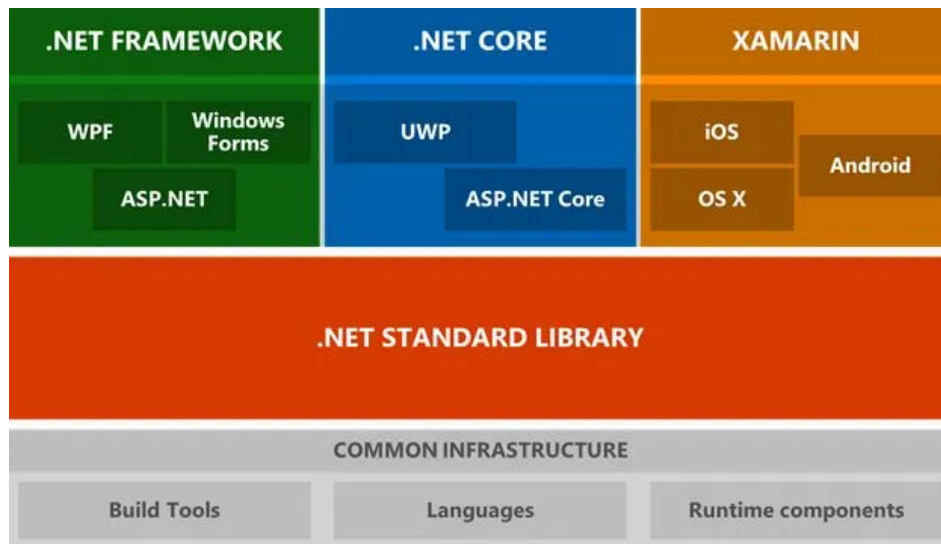 .NET FRAMEWORK
.NET CORE
XAMARIN
WPF
Windows
Forms
ASP.NET
UWP
ASP.NET Core
iOS
Android
OS X
.NET STANDARD LIBRARY
COMMON INFRASTRUCTURE
Build Tools
Languages
Runtime components